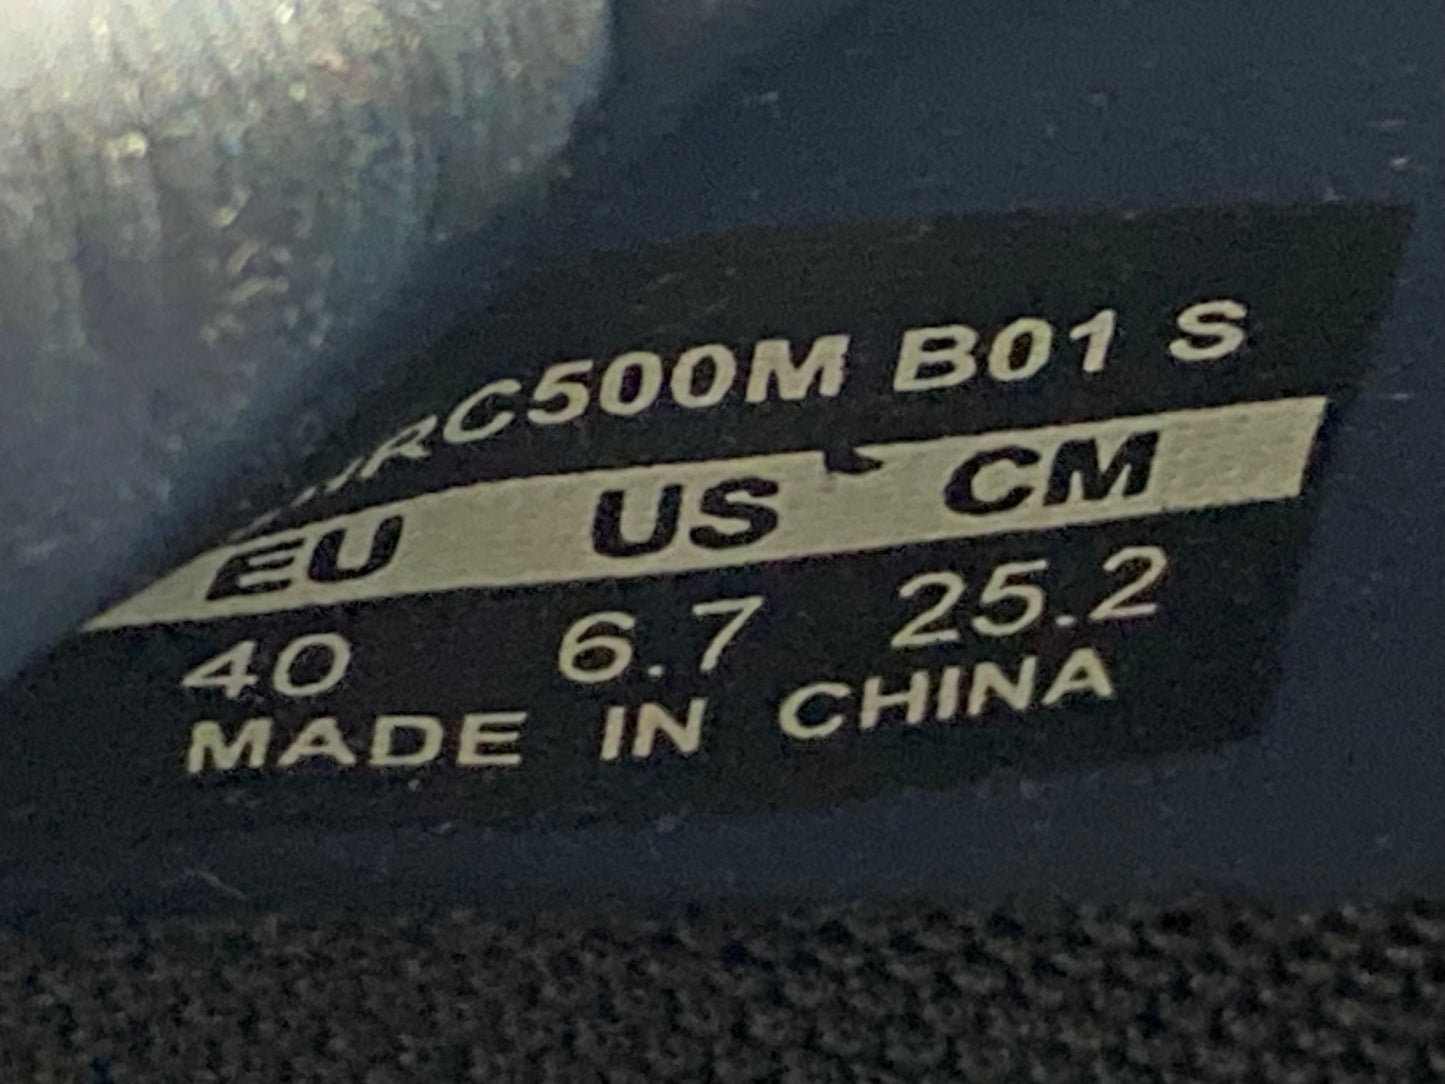 RC500M B01 S
EU US CM
40 6.7 25.2
MADE IN CHINA